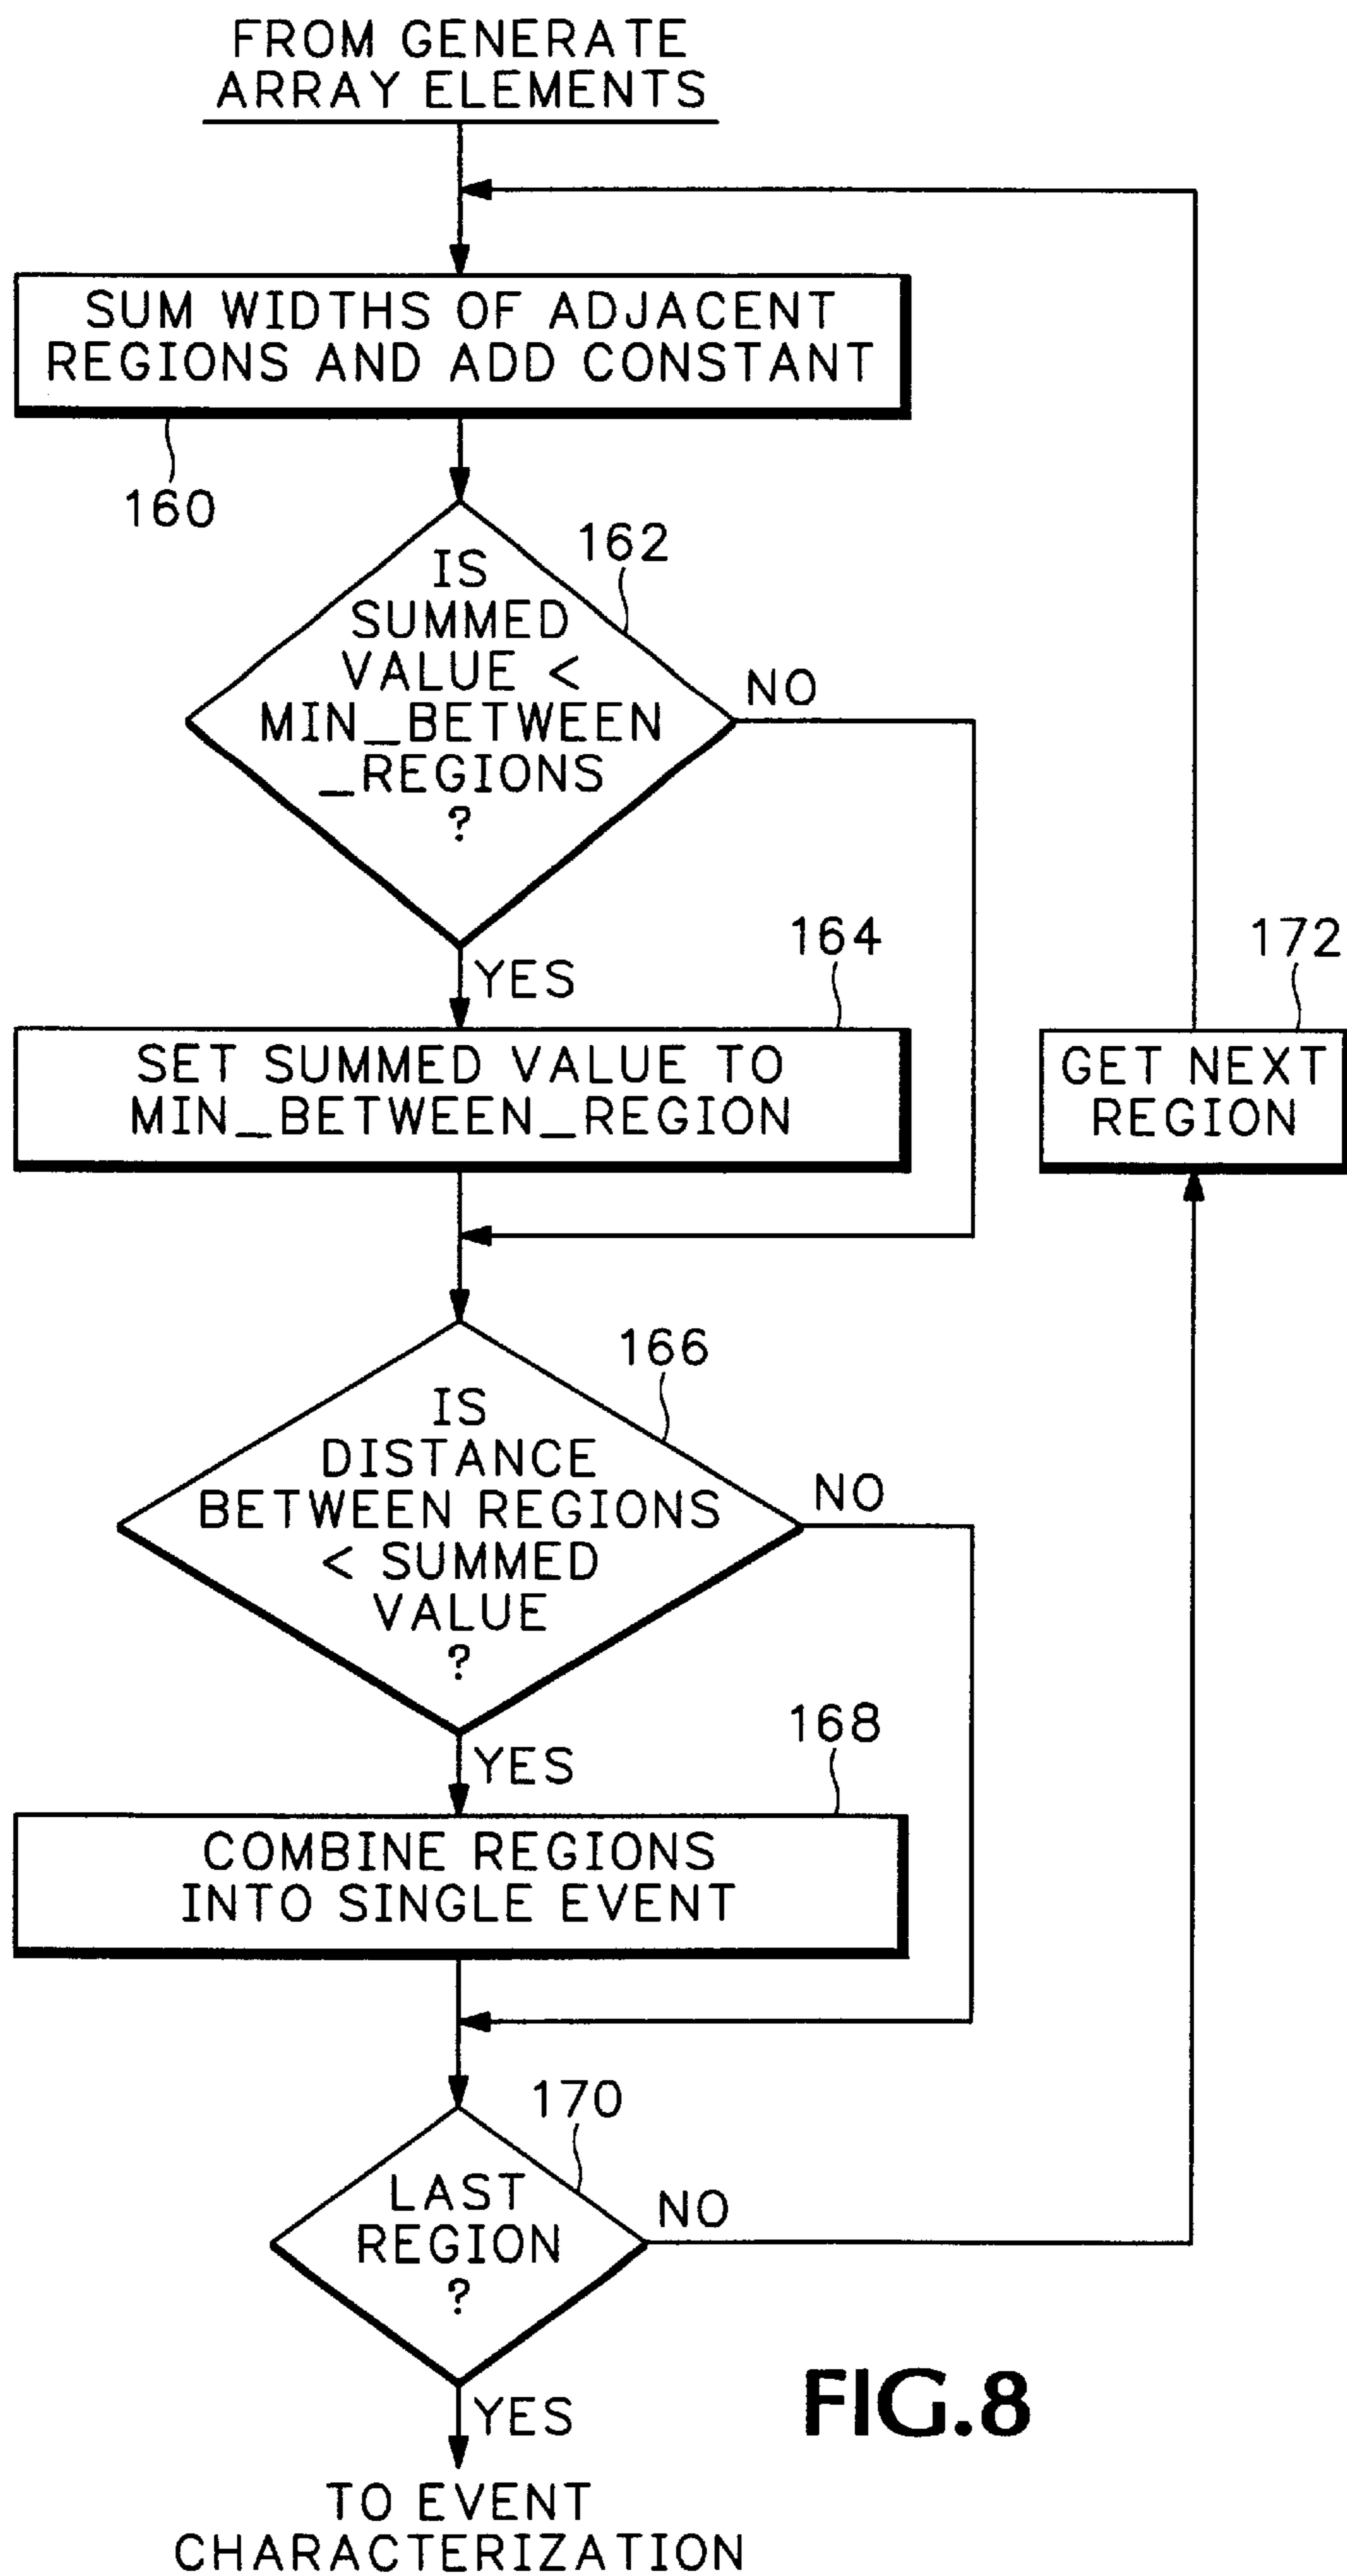 FROM GENERATE
ARRAY ELEMENTS
SUM WIDTHS OF ADJACENT
REGIONS AND ADD CONSTANT
160
162
IS
SUMMED
VALUE <
MIN_BETWEEN
_REGIONS
?
NO
YES
164
SET SUMMED VALUE TO
MIN_BETWEEN_REGION
172
GET NEXT
REGION
166
IS
DISTANCE
BETWEEN REGIONS
< SUMMED
VALUE
?
NO
YES
168
COMBINE REGIONS
INTO SINGLE EVENT
170
LAST
REGION
?
NO
YES
TO EVENT
CHARACTERIZATION
FIG.8